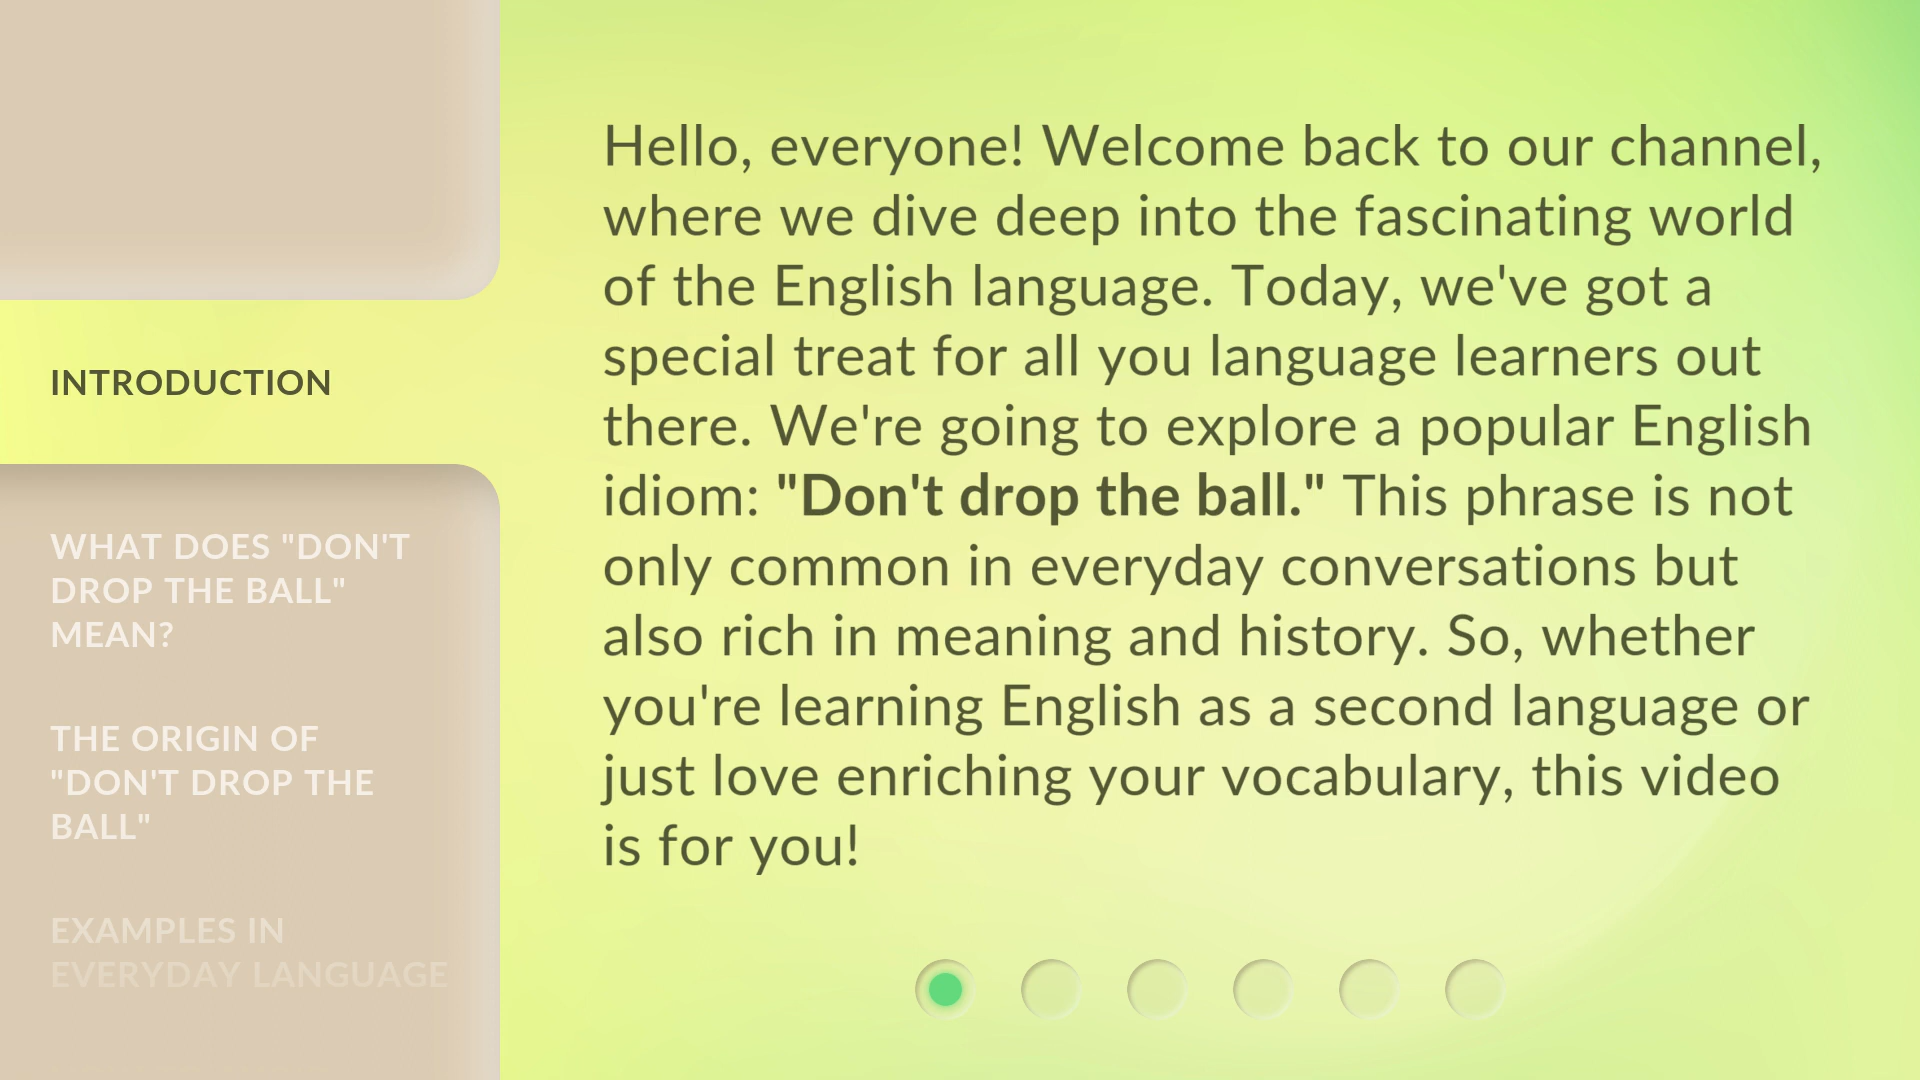 INTRODUCTION
WHAT DOES "DON'T
DROP THE BALL"
MEAN?
THE ORIGIN OF
"DON'T DROP THE
BALL"
EXAMPLES IN
EVERYDAY LANGUAGE
Hello, everyone! Welcome back to our channel,
where we dive deep into the fascinating world
of the English language. Today, we've got a
special treat for all you language learners out
there. We're going to explore a popular English
idiom: "Don't drop the ball." This phrase is not
only common in everyday conversations but
also rich in meaning and history. So, whether
you're learning English as a second language or
just love enriching your vocabulary, this video
is for you!